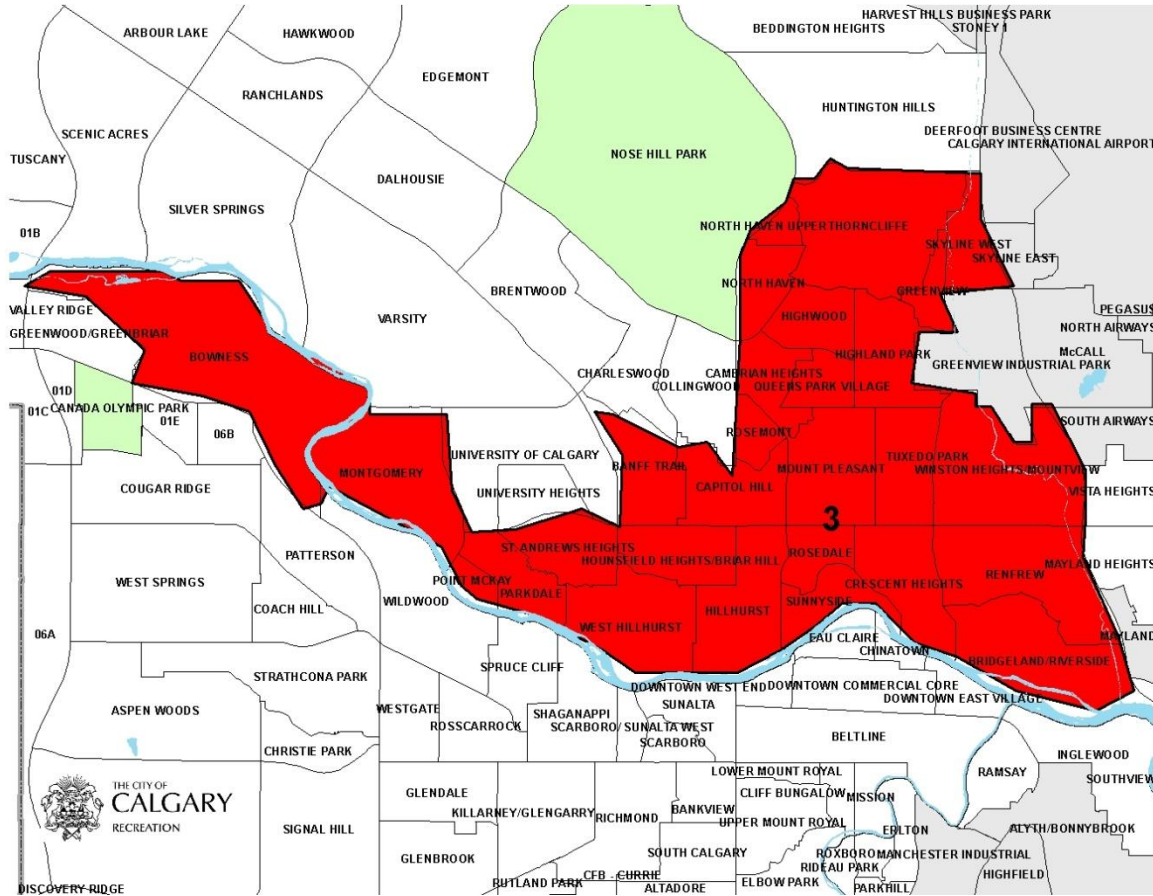 HARVEST HILLS BUSINESS PARK
BEDDINGTON HEIGHTS
STONEY 1
ARBOUR LAKE
HAWKWOOD
EDGEMONT
RANCHLANDS
HUNTINGTON HILLS
SCENIC ACRES
DEERFOOT BUSINESS CENTRE
CALGARY INTERNATIONAL AIRPORT
TUSCANY
NOSE HILL PARK
DALHOUSIE
SILVER SPRINGS
NORTH HAVEN UPPER THORNCLIFFE
01B
SKYLINE WEST
SKYLINE EAST
NORTH HAVEN
BRENTWOOD
GREENVIEW
VALLEY RIDGE
PEGASUS
HIGHWOOD
VARSITY
NORTH AIRWAYS
GREENWOOD/GREENBRIAR
BOWNESS
HIGHLAND PARK
McCALL
GREENVIEW INDUSTRIAL PARK
CHARLESWOOD
CAMBRIAN HEIGHTS
COLLINGWOOD
QUEENS PARK VILLAGE
01D
01C
CANADA OLYMPIC PARK
01E
06B
SOUTH AIRWAYS
ROSEMONT
UNIVERSITY OF CALGARY
TUXEDO PARK
BANFF TRAIL
MOUNT PLEASANT
WINSTON HEIGHTS/MOUNTVIEW
MONTGOMERY
CAPITOL HILL
COUGAR RIDGE
UNIVERSITY HEIGHTS
VISTA HEIGHTS
3
ST. ANDREWS HEIGHTS
ROSEDALE
PATTERSON
HOUNSFIELD HEIGHTS/BRIAR HILL
MAYLAND HEIGHTS
WEST SPRINGS
POINT MCKAY
RENFREW
CRESCENT HEIGHTS
PARKDALE
SUNNYSIDE
WILDWOOD
COACH HILL
HILLHURST
WEST HILLHURST
06A
EAU CLAIRE
MAYLAND
CHINATOWN
BRIDGELAND/RIVERSIDE
SPRUCE CLIFF
STRATHCONA PARK
DOWNTOWN WEST END
DOWNTOWN COMMERCIAL CORE
DOWNTOWN EAST VILLAGE
SUNALTA
ASPEN WOODS
WESTGATE
SHAGANAPPI
ROSSCARROCK
SCARBORO/ SUNALTA WEST
BELTLINE
SCARBORO
CHRISTIE PARK
INGLEWOOD
LOWER MOUNT ROYAL
RAMSAY
SOUTHVIEW
THE CITY OF
CALGARY
RECREATION
GLENDALE
CLIFF BUNGALOW
MISSION
KILLARNEY/GLENGARRY
BANKVIEW
RICHMOND
UPPER MOUNT ROYAL
SIGNAL HILL
ERLTON
ALYTH/BONNYBROOK
GLENBROOK
SOUTH CALGARY
ROXBORO
MANCHESTER INDUSTRIAL
RIDEAU PARK
HIGHFIELD
CFB - CURRIE
DISCOVERY RIDGE
RUTLAND PARK
ALTADORE
ELBOW PARK
PARKHILL